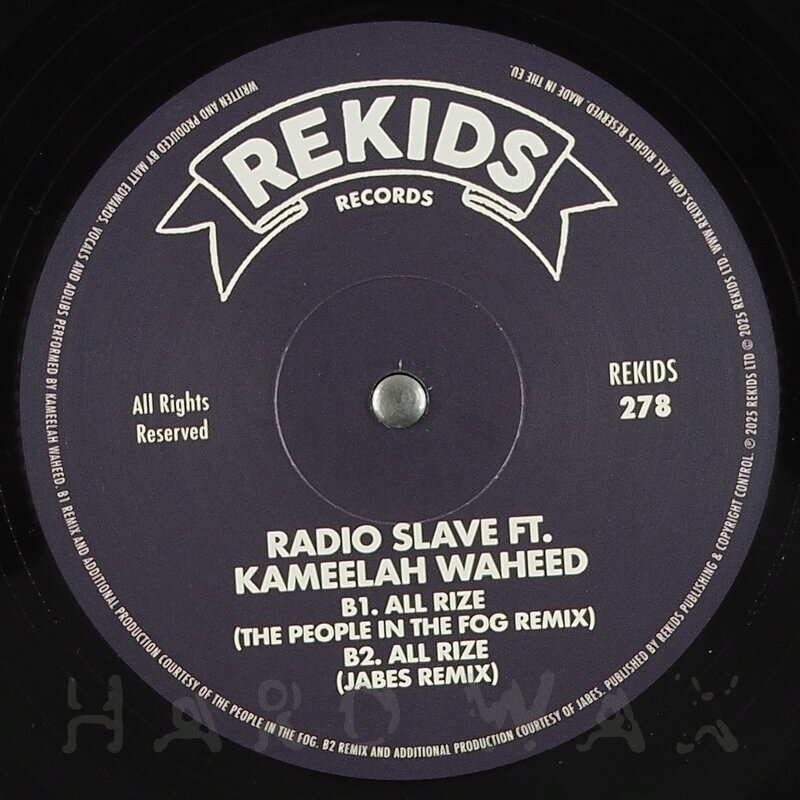 REKIDS
RECORDS
All Rights
Reserved
REKIDS
278
RADIO SLAVE FT.
KAMEELAH WAHEED
B1. ALL RIZE
(THE PEOPLE IN THE FOG REMIX)
B2. ALL RIZE
(JABES REMIX)
WRITTEN AND PRODUCED BY MATT EDWARDS. VOCALS AND ADLIBS PERFORMED BY KAMEELAH WAHEED. B1 REMIX AND ADDITIONAL PRODUCTION COURTESY OF THE PEOPLE IN THE FOG. B2 REMIX AND ADDITIONAL PRODUCTION COURTESY OF JABES. PUBLISHED BY REKIDS PUBLISHING & COPYRIGHT CONTROL. ℗ 2025 REKIDS LTD © 2025 REKIDS LTD. WWW.REKIDS.COM. ALL RIGHTS RESERVED. MADE IN THE EU.
HARD WAX